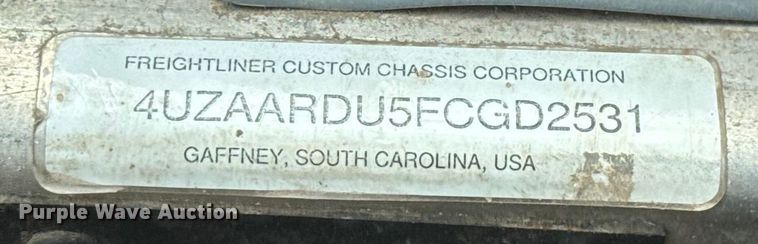 FREIGHTLINER CUSTOM CHASSIS CORPORATION
4UZAARDU5FCGD2531
GAFFNEY, SOUTH CAROLINA, USA
Purple Wave Auction